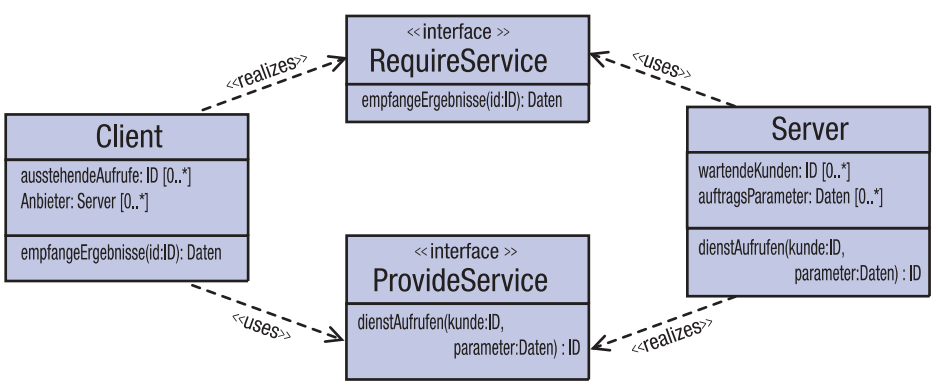 << interface >>
RequireService
empfangeErgebnisse(id:ID): Daten
<<realizes>>
<<uses>>
Client
ausstehendeAufrufe: ID [0..*]
Anbieter: Server [0..*]
empfangeErgebnisse(id:ID): Daten
Server
wartendeKunden: ID [0..*]
auftragsParameter: Daten [0..*]
dienstAufrufen(kunde:ID,
parameter:Daten) : ID
<< interface >>
ProvideService
dienstAufrufen(kunde:ID,
parameter:Daten) : ID
<<uses>>
<<realizes>>